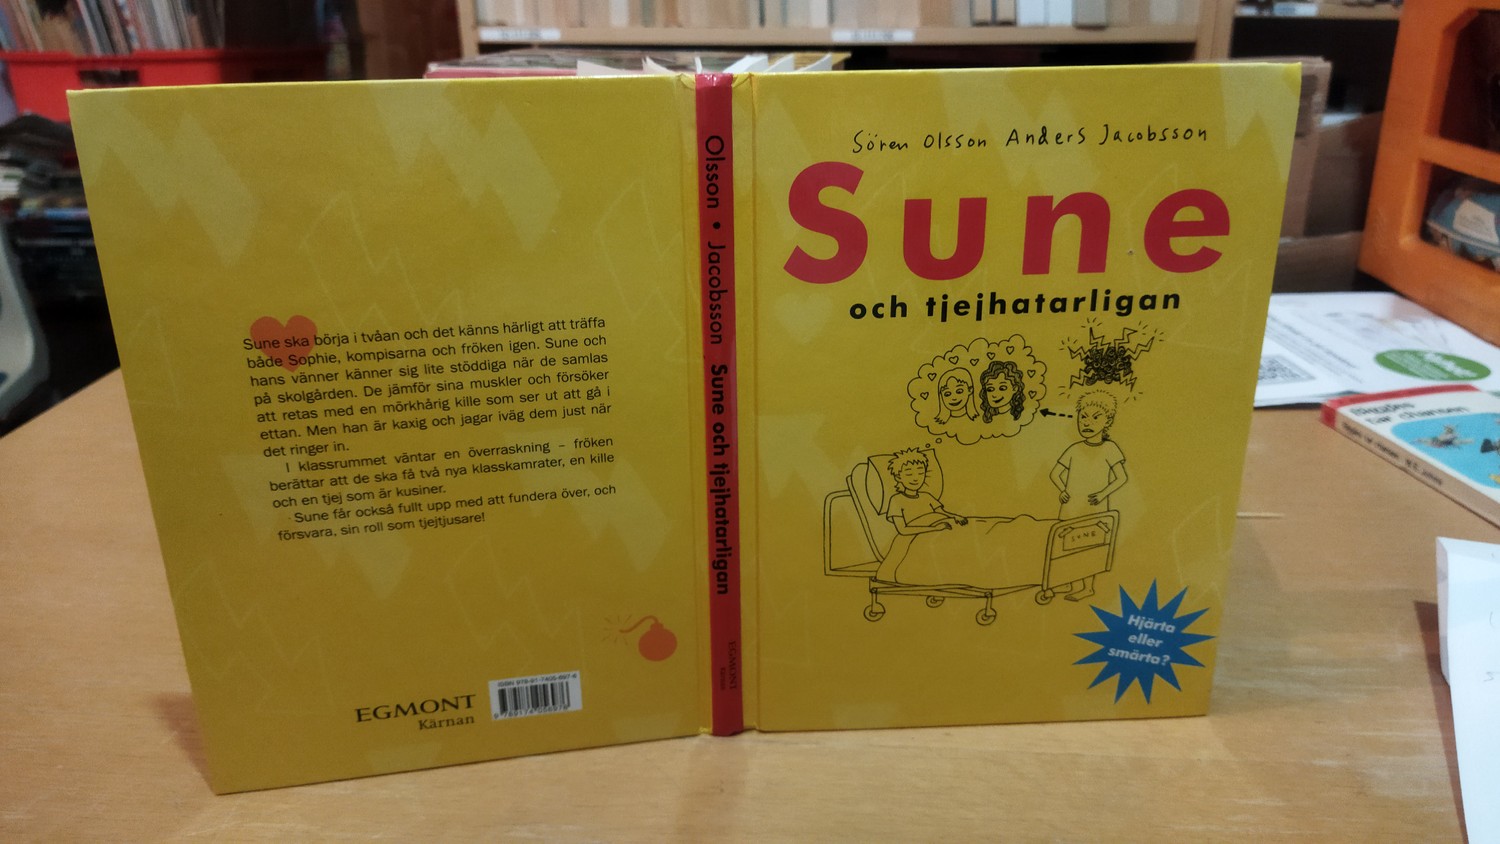 Sune ska börja i tvåan och det känns härligt att träffa
både Sophie, kompisarna och fröken igen. Sune och
hans vänner känner sig lite stöddiga när de samlas
på skolgården. De jämför sina muskler och försöker
att retas med en mörkhårig kille som ser ut att gå i
ettan. Men han är kaxig och jagar iväg dem just när
det ringer in.
I klassrummet väntar en överraskning – fröken
berättar att de ska få två nya klasskamrater, en kille
och en tjej som är kusiner.
Sune får också fullt upp med att fundera över, och
försvara, sin roll som tjejtjusare!
EGMONT
Kärnan
Olsson • Jacobsson Sune och tjejhatarligan
EGMONT
Kärnan
Sören Olsson Anders Jacobsson
Sune
och tjejhatarligan
SUNE
Hjärta
eller
smärta?